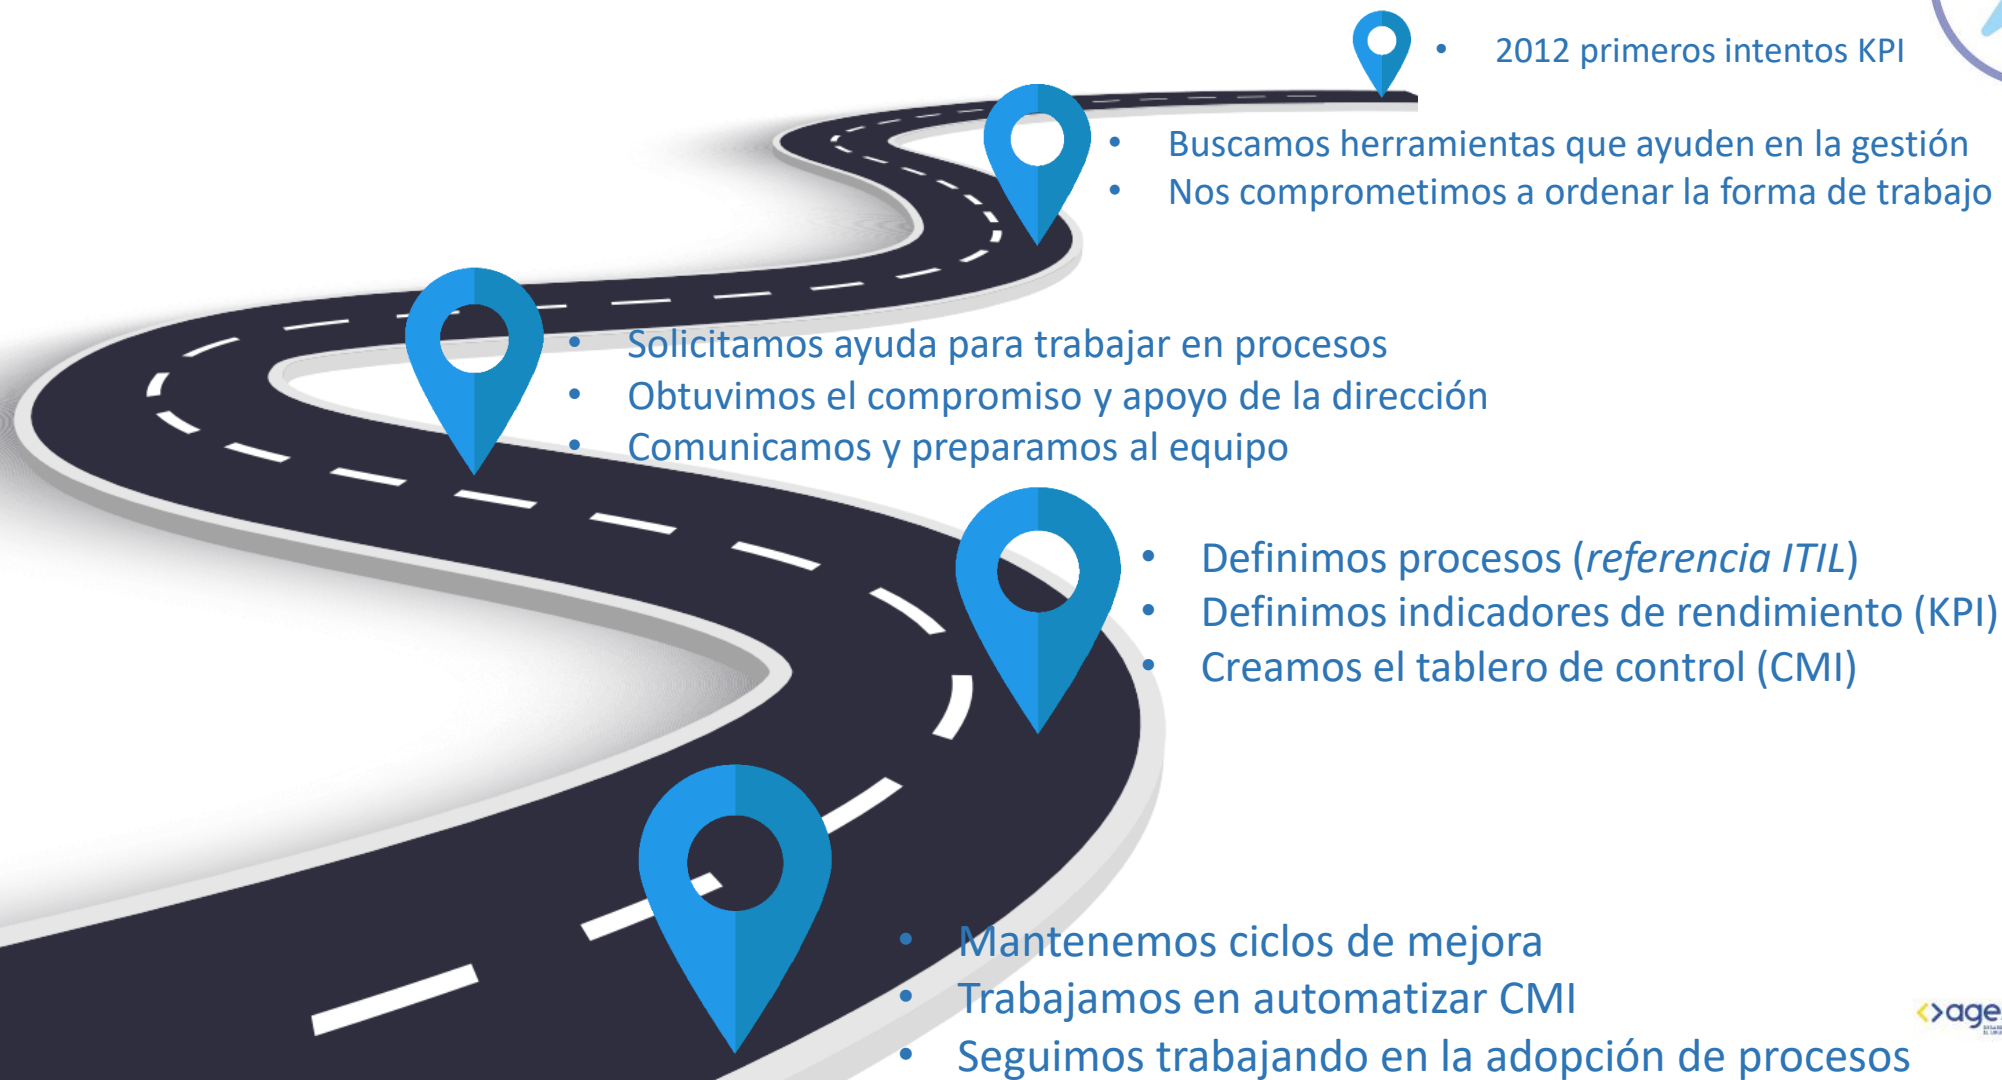 • 2012 primeros intentos KPI
• Buscamos herramientas que ayuden en la gestión
• Nos comprometimos a ordenar la forma de trabajo
• Solicitamos ayuda para trabajar en procesos
• Obtuvimos el compromiso y apoyo de la dirección
• Comunicamos y preparamos al equipo
• Definimos procesos (referencia ITIL)
• Definimos indicadores de rendimiento (KPI)
• Creamos el tablero de control (CMI)
• Mantenemos ciclos de mejora
• Trabajamos en automatizar CMI
• Seguimos trabajando en la adopción de procesos
<>age